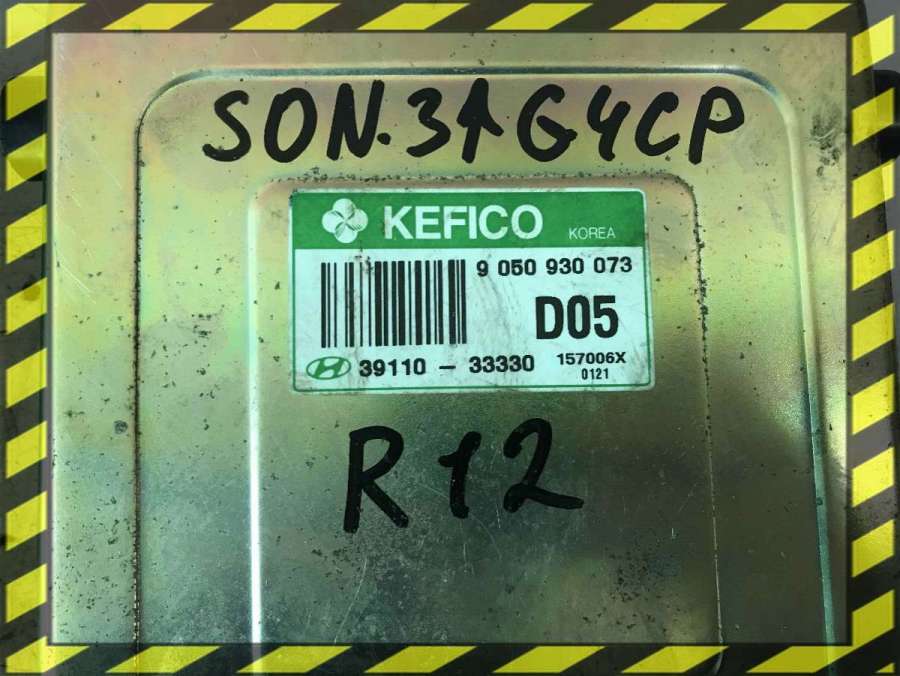 SON.3↑G4CP
KEFICO KOREA
9 050 930 073
D05
39110 - 33330
157006X
0121
R12